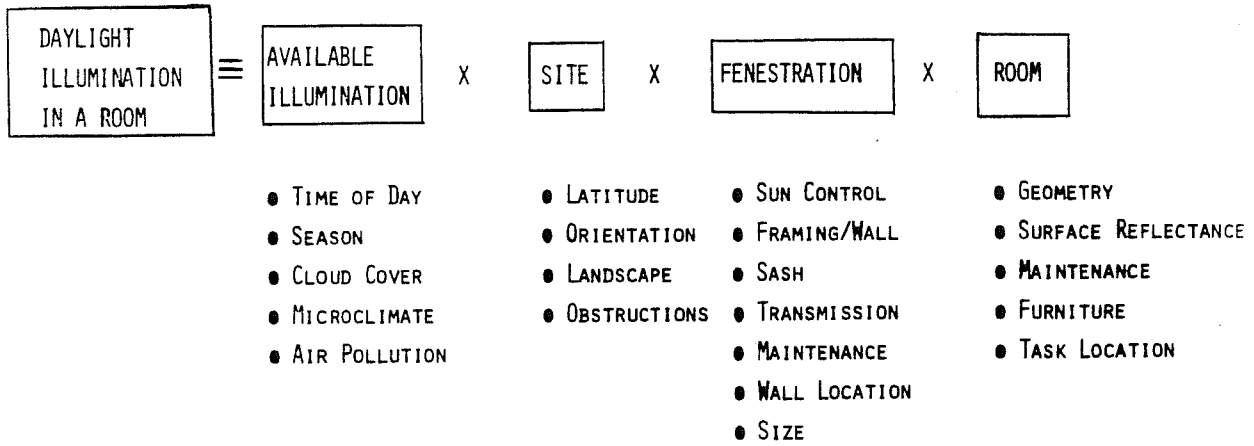 DAYLIGHT
ILLUMINATION
IN A ROOM
≡
AVAILABLE
ILLUMINATION
X
SITE
X
FENESTRATION
X
ROOM
● TIME OF DAY
● SEASON
● CLOUD COVER
● MICROCLIMATE
● AIR POLLUTION
● LATITUDE
● ORIENTATION
● LANDSCAPE
● OBSTRUCTIONS
● SUN CONTROL
● FRAMING/WALL
● SASH
● TRANSMISSION
● MAINTENANCE
● WALL LOCATION
● SIZE
● GEOMETRY
● SURFACE REFLECTANCE
● MAINTENANCE
● FURNITURE
● TASK LOCATION